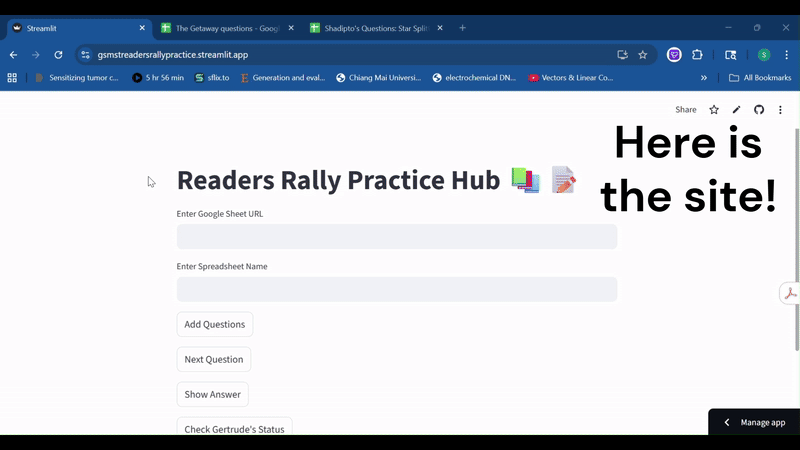 Streamlit
The Getaway questions - Googl
Shadipto's Questions: Star Split
gsmstreadersrallypractice.streamlit.app
S
Sensitizing tumor c...
5 hr 56 min
sflix.to
Generation and eval...
Chiang Mai Universi...
electrochemical DN...
Vectors & Linear Co...
»
All Bookmarks
Share
Here is
the site!
Readers Rally Practice Hub
Enter Google Sheet URL
Enter Spreadsheet Name
Add Questions
Next Question
Show Answer
Check Gertrude's Status
Manage app